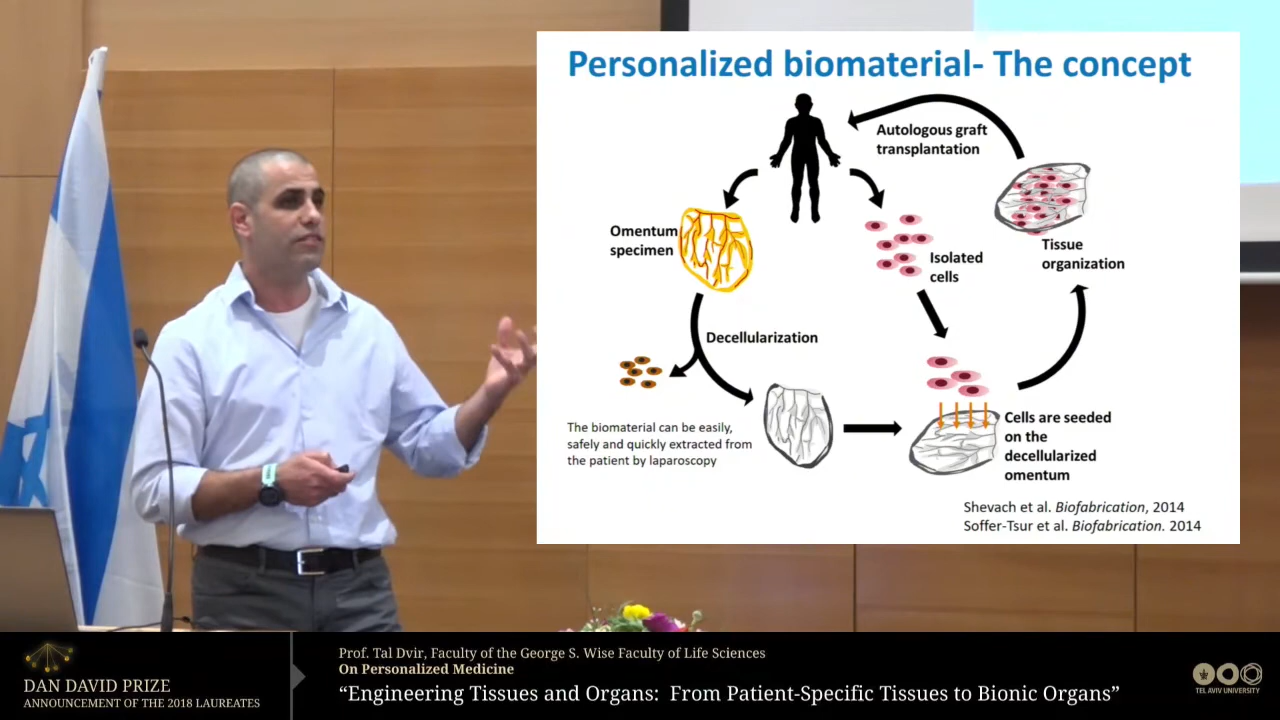 Personalized biomaterial- The concept
Autologous graft
transplantation
Omentum
specimen
Isolated
cells
Tissue
organization
Decellularization
The biomaterial can be easily,
safely and quickly extracted from
the patient by laparoscopy
Cells are seeded
on the
decellularized
omentum
Shevach et al. Biofabrication, 2014
Soffer-Tsur et al. Biofabrication. 2014
DAN DAVID PRIZE
ANNOUNCEMENT OF THE 2018 LAUREATES
Prof. Tal Dvir, Faculty of the George S. Wise Faculty of Life Sciences
On Personalized Medicine
“Engineering Tissues and Organs: From Patient-Specific Tissues to Bionic Organs”
TEL AVIV UNIVERSITY